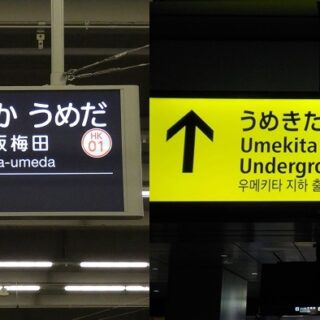 か うめだ
阪梅田
a-umeda
HK
01
うめきた
Umekita
Undergro
우메키타 지하 출